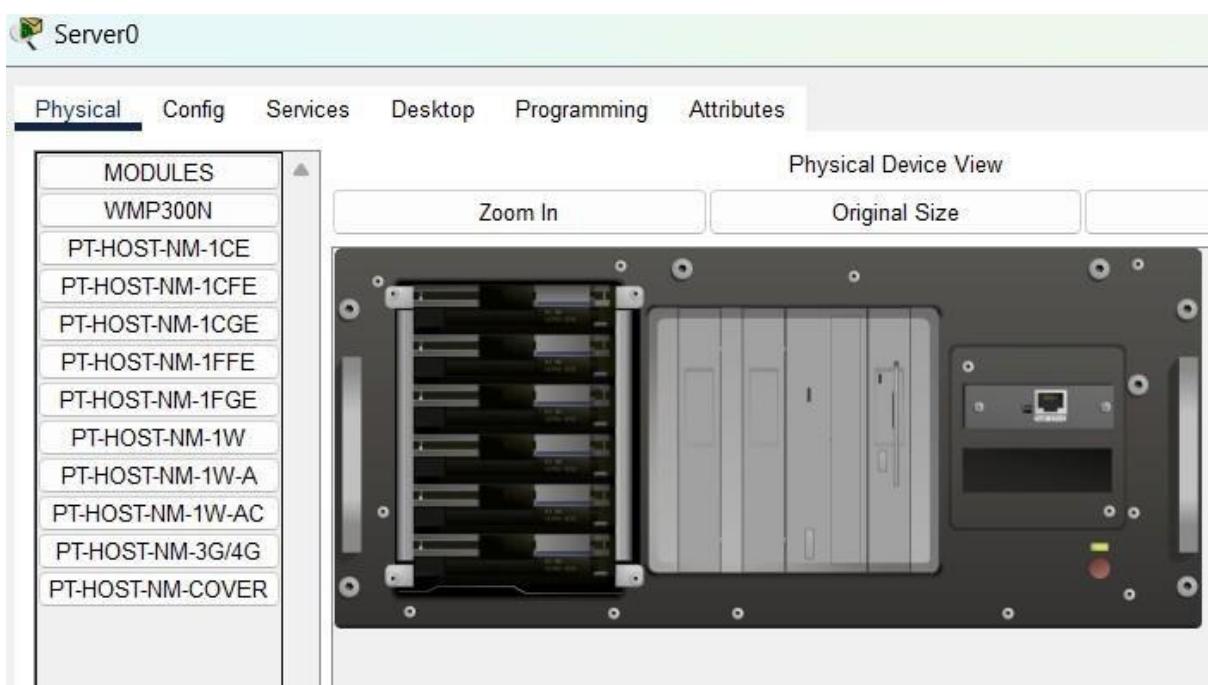 Server0
Physical Config Services Desktop Programming Attributes
MODULES
WMP300N
PT-HOST-NM-1CE
PT-HOST-NM-1CFE
PT-HOST-NM-1CGE
PT-HOST-NM-1FFE
PT-HOST-NM-1FGE
PT-HOST-NM-1W
PT-HOST-NM-1W-A
PT-HOST-NM-1W-AC
PT-HOST-NM-3G/4G
PT-HOST-NM-COVER
Physical Device View
Zoom In Original Size